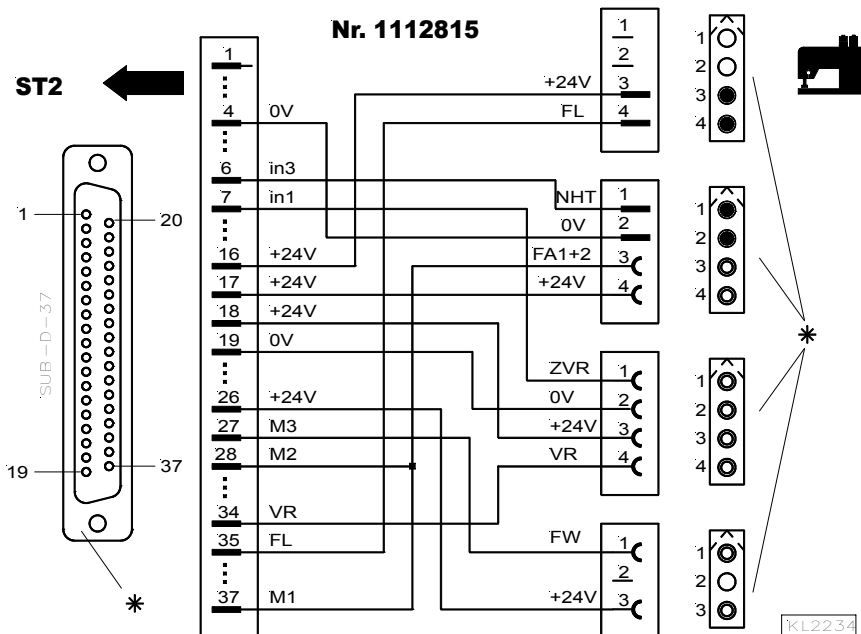 Nr. 1112815
ST2
1
4 0V
6 in3
7 in1
16 +24V
17 +24V
18 +24V
19 0V
26 +24V
27 M3
28 M2
34 VR
35 FL
37 M1
1 20
SUB-D-37
19 37
*
1
2
+24V 3
FL 4
NHT 1
0V 2
FA1+2 3
+24V 4
ZVR 1
0V 2
+24V 3
VR 4
FW 1
2
+24V 3
1
2
3
4
1
2
3
4
*
1
2
3
4
1
2
3
KL2234